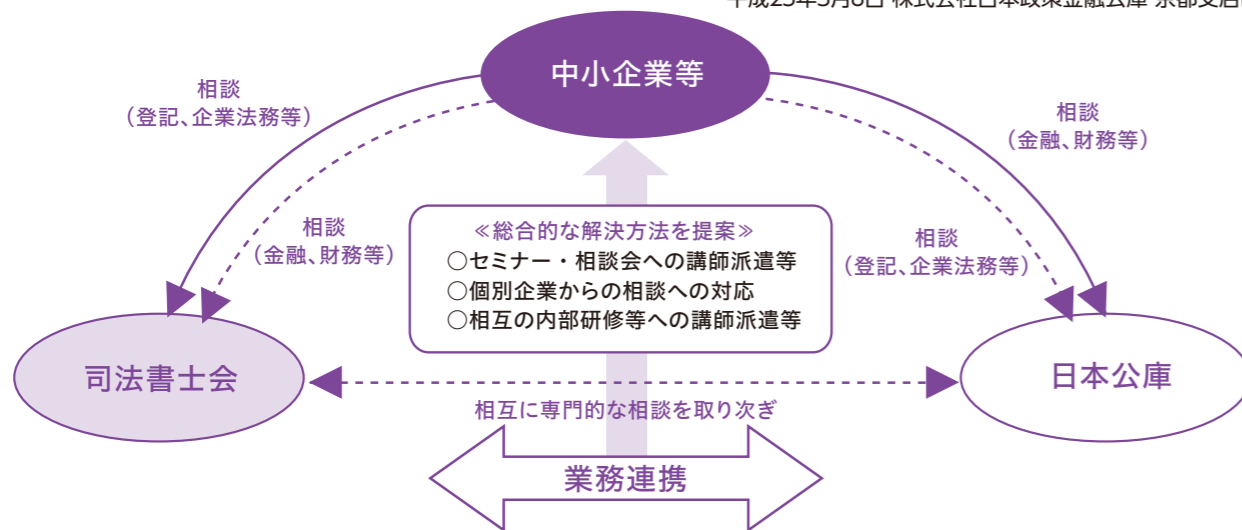 中小企業等
相談
（登記、企業法務等）
相談
（金融、財務等）
相談
（金融、財務等）
≪総合的な解決方法を提案≫
○セミナー・相談会への講師派遣等
○個別企業からの相談への対応
○相互の内部研修等への講師派遣等
相談
（登記、企業法務等）
司法書士会
日本公庫
相互に専門的な相談を取り次ぎ
業務連携